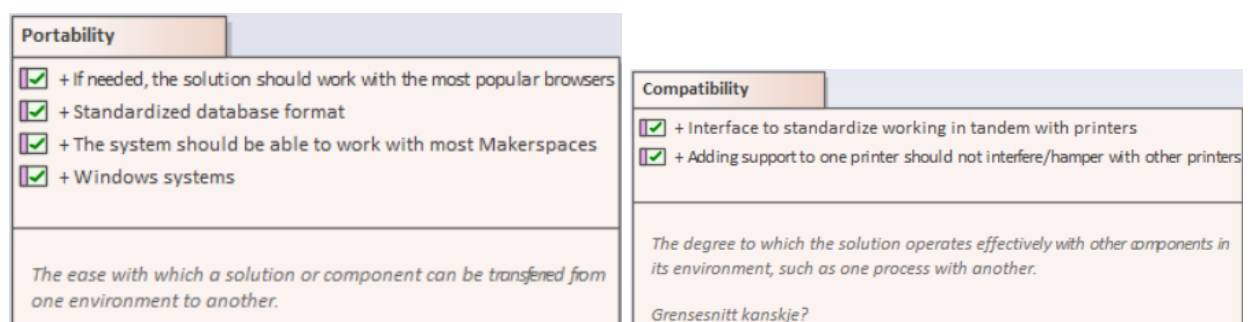 Portability
+ If needed, the solution should work with the most popular browsers
+ Standardized database format
+ The system should be able to work with most Makerspaces
+ Windows systems
The ease with which a solution or component can be transferred from
one environment to another.
Compatibility
+ Interface to standardize working in tandem with printers
+ Adding support to one printer should not interfere/hamper with other printers
The degree to which the solution operates effectively with other components in
its environment, such as one process with another.
Grensesnitt kanskje?